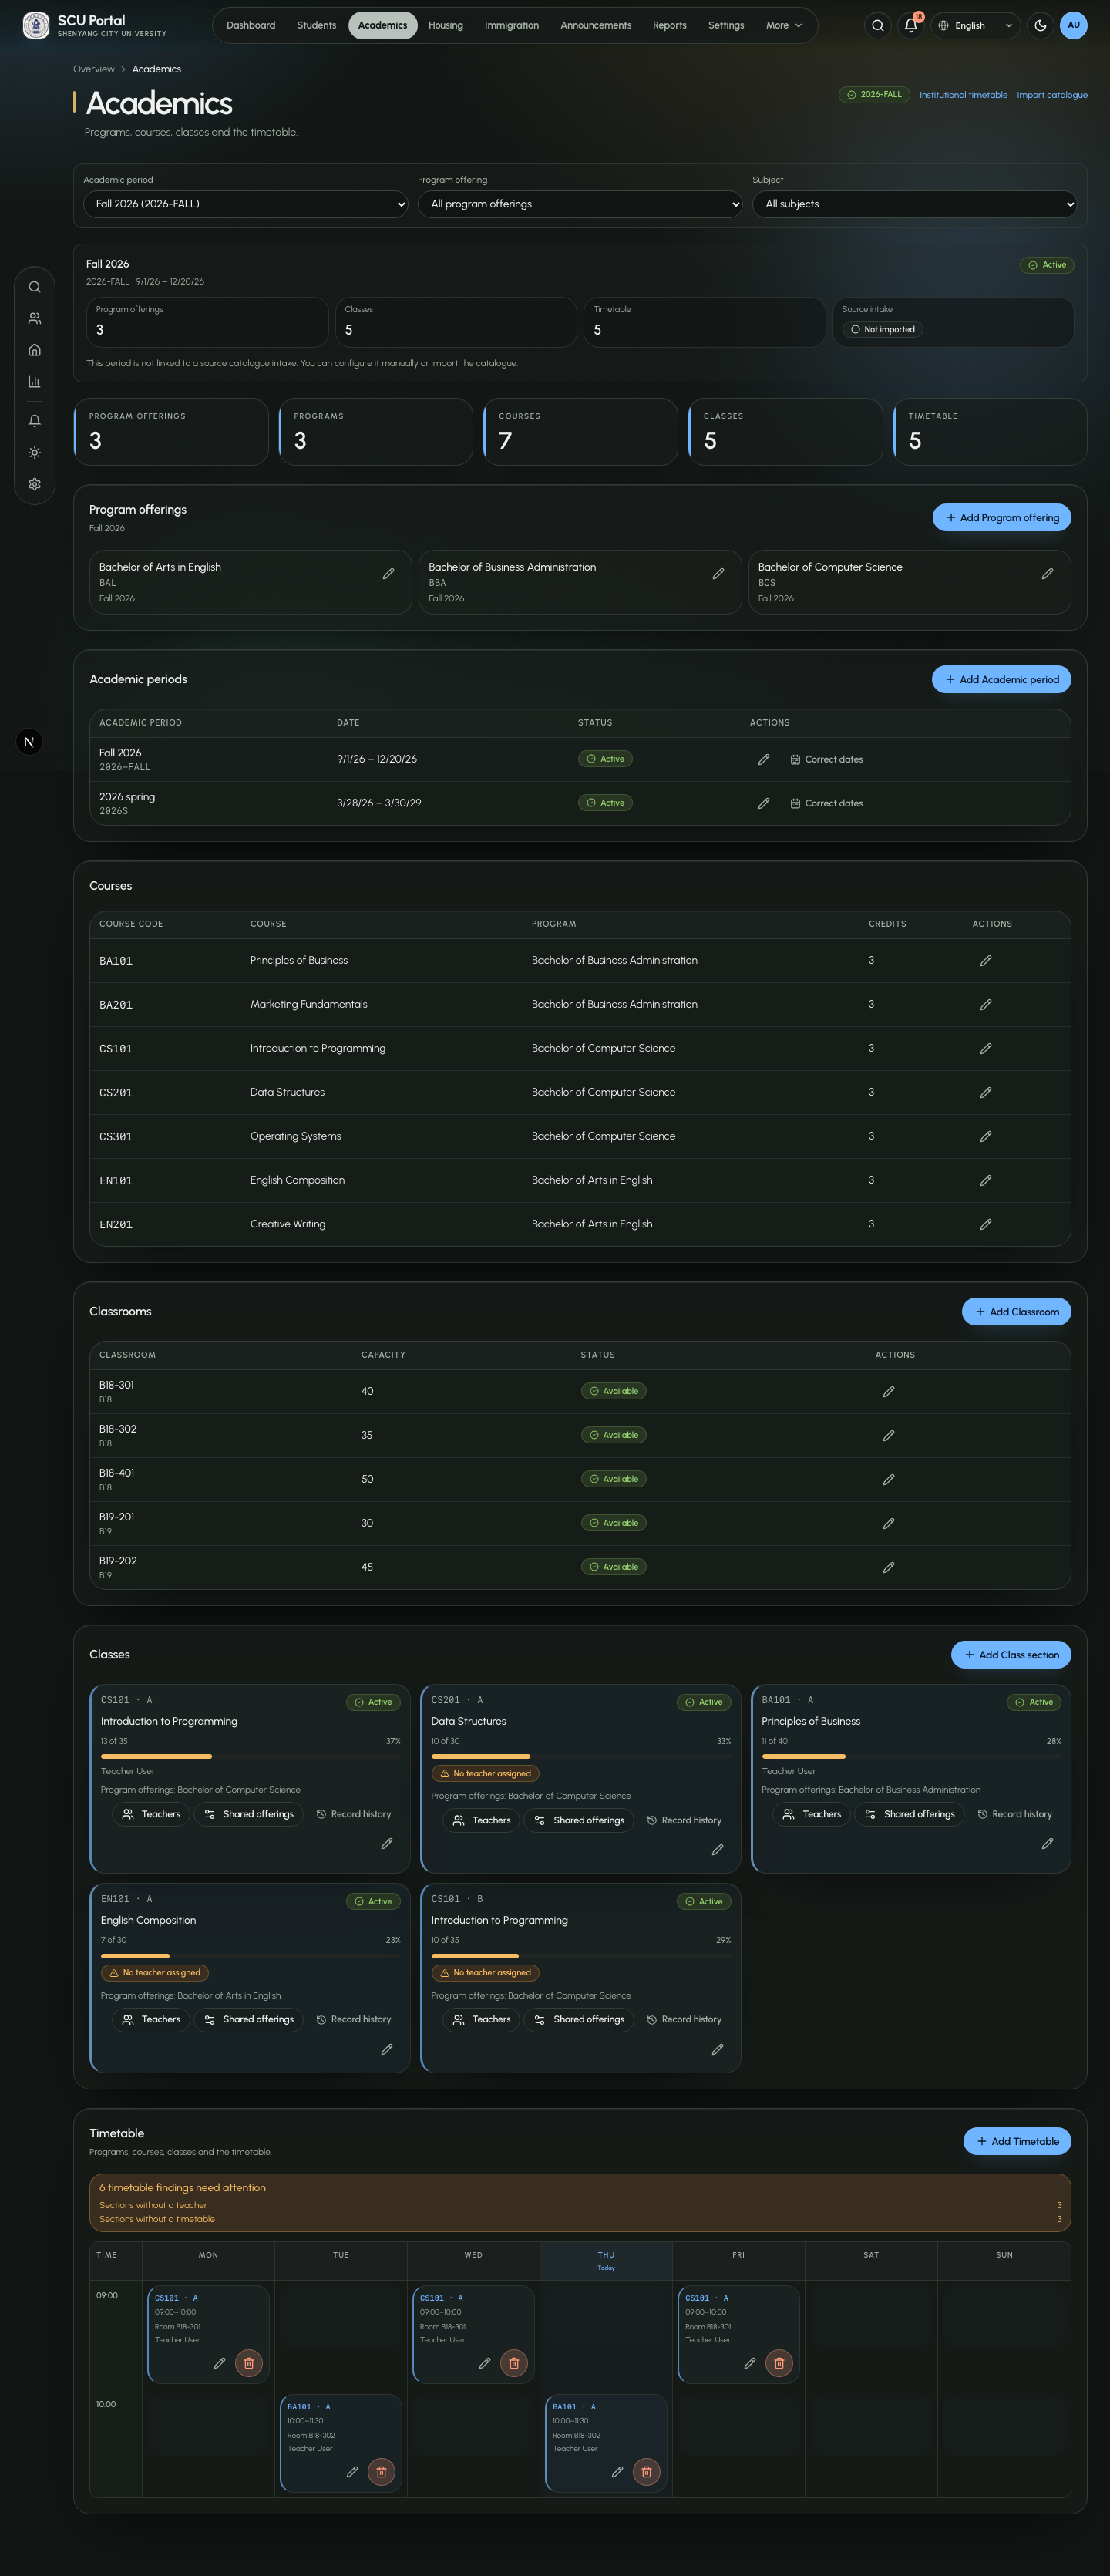 SCU Portal
SHENYANG CITY UNIVERSITY
Dashboard Students Academics Housing Immigration Announcements Reports Settings More
18
English
AU
Overview > Academics
Academics
2026-FALL Institutional timetable Import catalogue
Programs, courses, classes and the timetable.
Academic period Program offering Subject
Fall 2026 (2026-FALL) All program offerings All subjects
Fall 2026
Active
2026-FALL · 9/1/26 – 12/20/26
Program offerings Classes Timetable Source intake
3 5 5 Not imported
This period is not linked to a source catalogue intake. You can configure it manually or import the catalogue.
PROGRAM OFFERINGS PROGRAMS COURSES CLASSES TIMETABLE
3 3 7 5 5
Program offerings
Fall 2026
+ Add Program offering
Bachelor of Arts in English
BAL
Fall 2026
Bachelor of Business Administration
BBA
Fall 2026
Bachelor of Computer Science
BCS
Fall 2026
N
Academic periods
+ Add Academic period
ACADEMIC PERIOD DATE STATUS ACTIONS
Fall 2026 9/1/26 – 12/20/26 Active Correct dates
2026-FALL
2026 spring 3/28/26 – 3/30/29 Active Correct dates
2026S
Courses
COURSE CODE COURSE PROGRAM CREDITS ACTIONS
BA101 Principles of Business Bachelor of Business Administration 3
BA201 Marketing Fundamentals Bachelor of Business Administration 3
CS101 Introduction to Programming Bachelor of Computer Science 3
CS201 Data Structures Bachelor of Computer Science 3
CS301 Operating Systems Bachelor of Computer Science 3
EN101 English Composition Bachelor of Arts in English 3
EN201 Creative Writing Bachelor of Arts in English 3
Classrooms
+ Add Classroom
CLASSROOM CAPACITY STATUS ACTIONS
B18-301 40 Available
B18
B18-302 35 Available
B18
B18-401 50 Available
B18
B19-201 30 Available
B19
B19-202 45 Available
B19
Classes
+ Add Class section
CS101 · A Active
Introduction to Programming
13 of 35 37%
Teacher User
Program offerings: Bachelor of Computer Science
Teachers Shared offerings Record history
CS201 · A Active
Data Structures
10 of 30 33%
No teacher assigned
Program offerings: Bachelor of Computer Science
Teachers Shared offerings Record history
BA101 · A Active
Principles of Business
11 of 40 28%
Teacher User
Program offerings: Bachelor of Business Administration
Teachers Shared offerings Record history
EN101 · A Active
English Composition
7 of 30 23%
No teacher assigned
Program offerings: Bachelor of Arts in English
Teachers Shared offerings Record history
CS101 · B Active
Introduction to Programming
10 of 35 29%
No teacher assigned
Program offerings: Bachelor of Computer Science
Teachers Shared offerings Record history
Timetable
Programs, courses, classes and the timetable.
+ Add Timetable
6 timetable findings need attention
Sections without a teacher 3
Sections without a timetable 3
TIME MON TUE WED THU FRI SAT SUN
Today
09:00
CS101 · A
09:00–10:00
Room B18-301
Teacher User
CS101 · A
09:00–10:00
Room B18-301
Teacher User
CS101 · A
09:00–10:00
Room B18-301
Teacher User
10:00
BA101 · A
10:00–11:30
Room B18-302
Teacher User
BA101 · A
10:00–11:30
Room B18-302
Teacher User